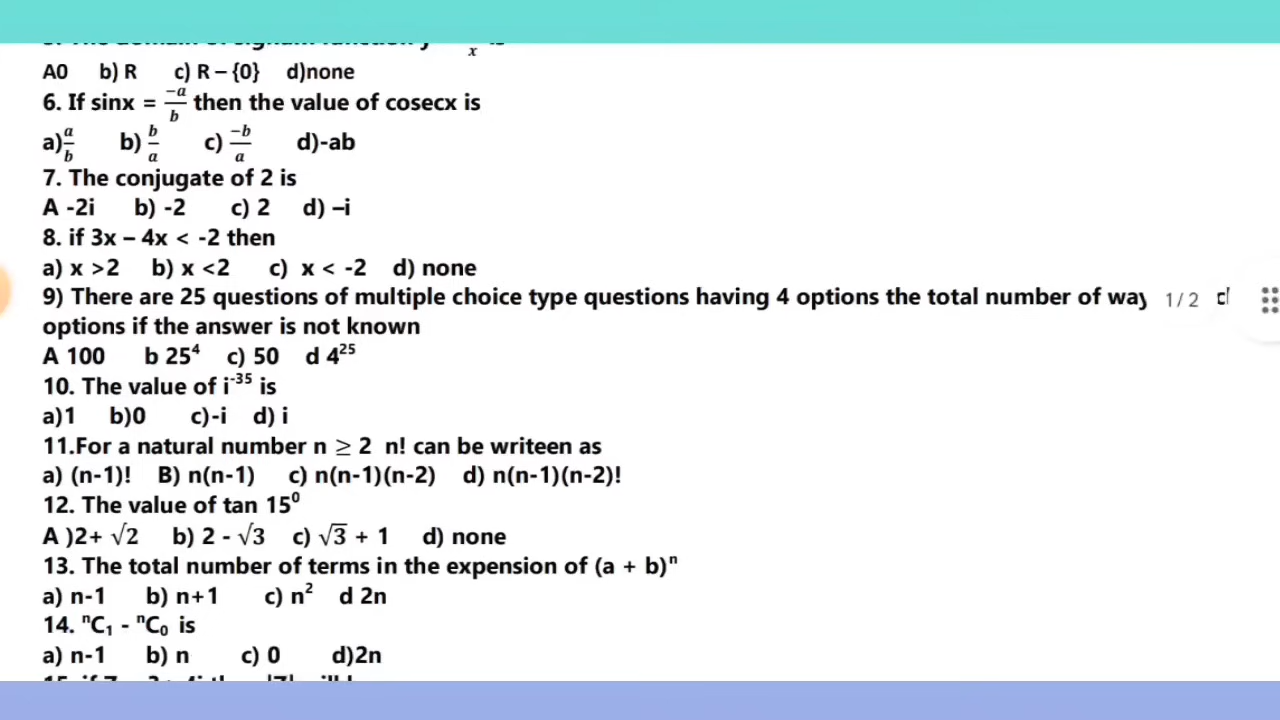 x
A0 b) R c) R – {0} d)none
6. If sinx = −a/b then the value of cosecx is
a) a/b b) b/a c) −b/a d)-ab
7. The conjugate of 2 is
A -2i b) -2 c) 2 d) –i
8. if 3x – 4x < -2 then
a) x >2 b) x <2 c) x < -2 d) none
9) There are 25 questions of multiple choice type questions having 4 options the total number of way 1 / 2
options if the answer is not known
A 100 b 25⁴ c) 50 d 4²⁵
10. The value of i⁻³⁵ is
a)1 b)0 c)-i d) i
11.For a natural number n ≥ 2 n! can be writeen as
a) (n-1)! B) n(n-1) c) n(n-1)(n-2) d) n(n-1)(n-2)!
12. The value of tan 15⁰
A )2+ √2 b) 2 - √3 c) √3 + 1 d) none
13. The total number of terms in the expension of (a + b)ⁿ
a) n-1 b) n+1 c) n² d 2n
14. ⁿC₁ - ⁿC₀ is
a) n-1 b) n c) 0 d)2n